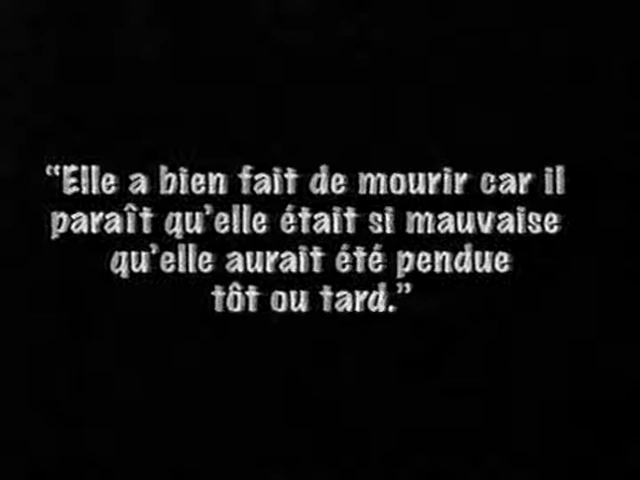 “Elle a bien fait de mourir car il
paraît qu’elle était si mauvaise
qu’elle aurait été pendue
tôt ou tard.”